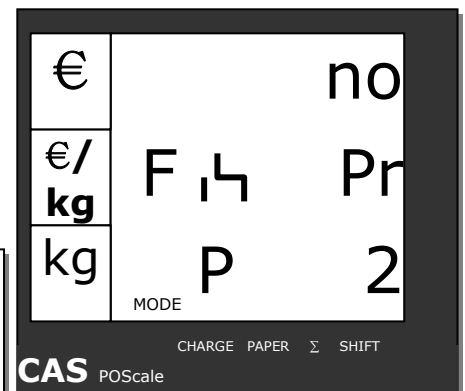 € no
€/kg F Pr
kg P 2
MODE
CHARGE PAPER Σ SHIFT
CAS POScale